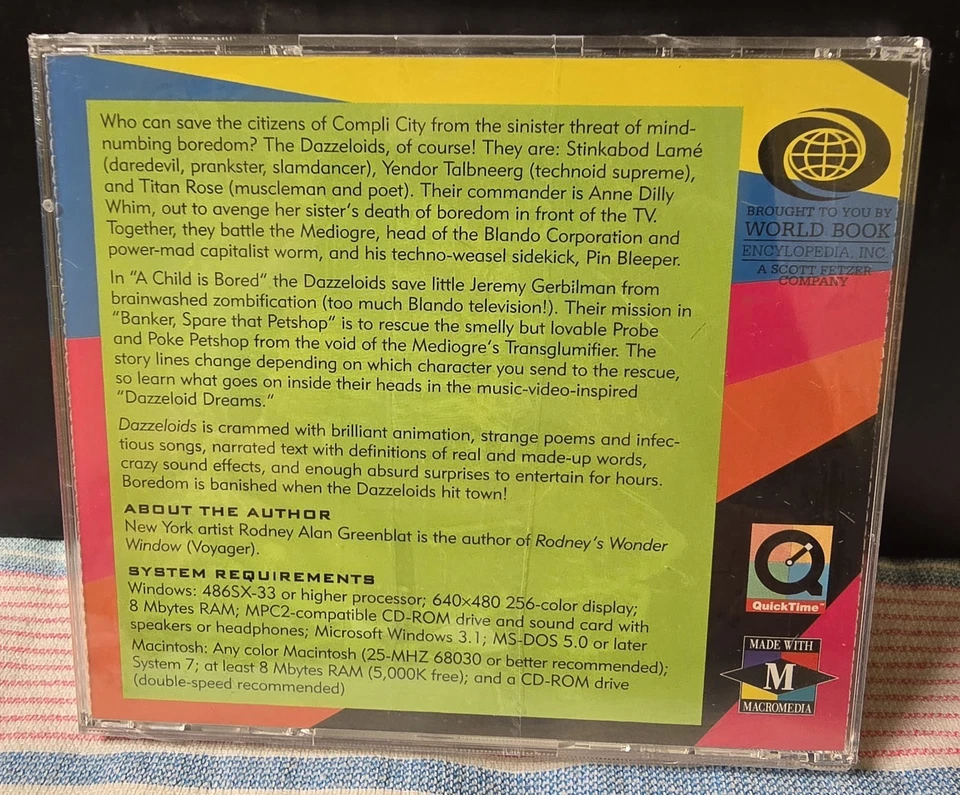 Who can save the citizens of Compli City from the sinister threat of mind-
numbing boredom? The Dazzeloids, of course! They are: Stinkabod Lamé
(daredevil, prankster, slamdancer), Yendor Talbneerg (technoid supreme),
and Titan Rose (muscleman and poet). Their commander is Anne Dilly
Whim, out to avenge her sister's death of boredom in front of the TV.
Together, they battle the Mediogre, head of the Blando Corporation and
power-mad capitalist worm, and his techno-weasel sidekick, Pin Bleeper.
In "A Child is Bored" the Dazzeloids save little Jeremy Gerbilman from
brainwashed zombification (too much Blando television!). Their mission in
"Banker, Spare that Petshop" is to rescue the smelly but lovable Probe
and Poke Petshop from the void of the Mediogre's Transglumifier. The
story lines change depending on which character you send to the rescue,
so learn what goes on inside their heads in the music-video-inspired
"Dazzeloid Dreams."
Dazzeloids is crammed with brilliant animation, strange poems and infec-
tious songs, narrated text with definitions of real and made-up words,
crazy sound effects, and enough absurd surprises to entertain for hours.
Boredom is banished when the Dazzeloids hit town!
ABOUT THE AUTHOR
New York artist Rodney Alan Greenblat is the author of Rodney's Wonder
Window (Voyager).
SYSTEM REQUIREMENTS
Windows: 486SX-33 or higher processor; 640×480 256-color display;
8 Mbytes RAM; MPC2-compatible CD-ROM drive and sound card with
speakers or headphones; Microsoft Windows 3.1; MS-DOS 5.0 or later
Macintosh: Any color Macintosh (25-MHZ 68030 or better recommended);
System 7; at least 8 Mbytes RAM (5,000K free); and a CD-ROM drive
(double-speed recommended)
BROUGHT TO YOU BY
WORLD BOOK
ENCYLOPEDIA, INC.
A SCOTT FETZER
COMPANY
QuickTime™
MADE WITH
M
MACROMEDIA